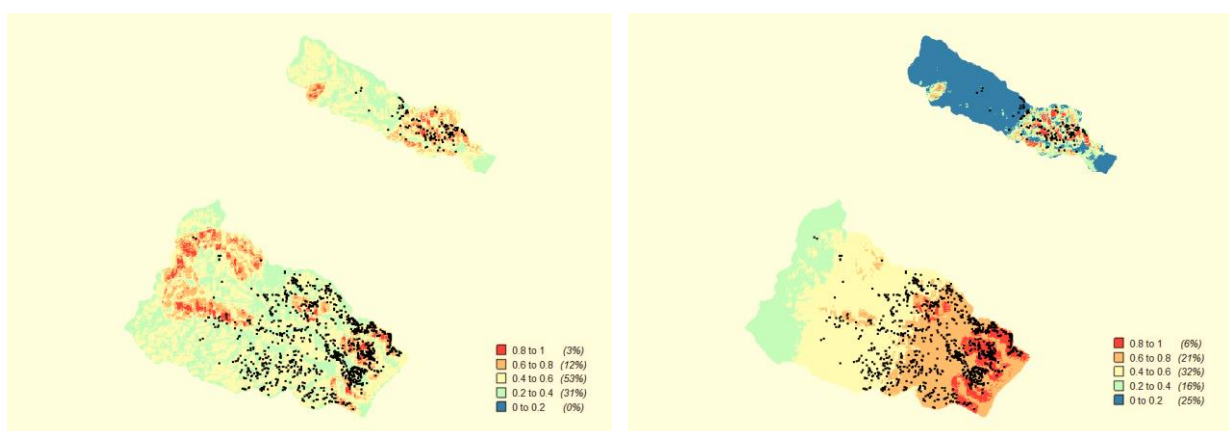 0.8 to 1 (3%)
0.6 to 0.8 (12%)
0.4 to 0.6 (53%)
0.2 to 0.4 (31%)
0 to 0.2 (0%)
0.8 to 1 (6%)
0.6 to 0.8 (21%)
0.4 to 0.6 (32%)
0.2 to 0.4 (16%)
0 to 0.2 (25%)